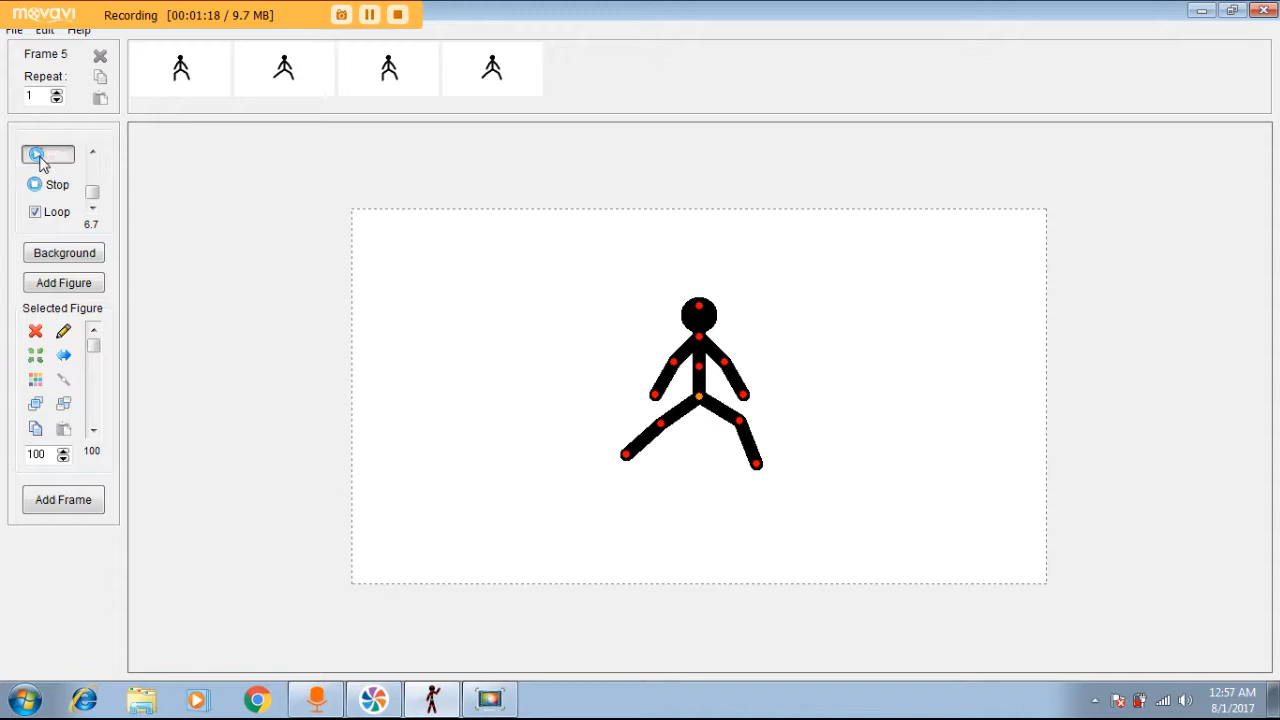 movavi
Recording [00:01:18 / 9.7 MB]
File Edit Help
Frame 5
Repeat:
1
Stop
Loop
6.7
Background
Add Figure
Selected Figure
100
100
Add Frame
12:57 AM
8/1/2017